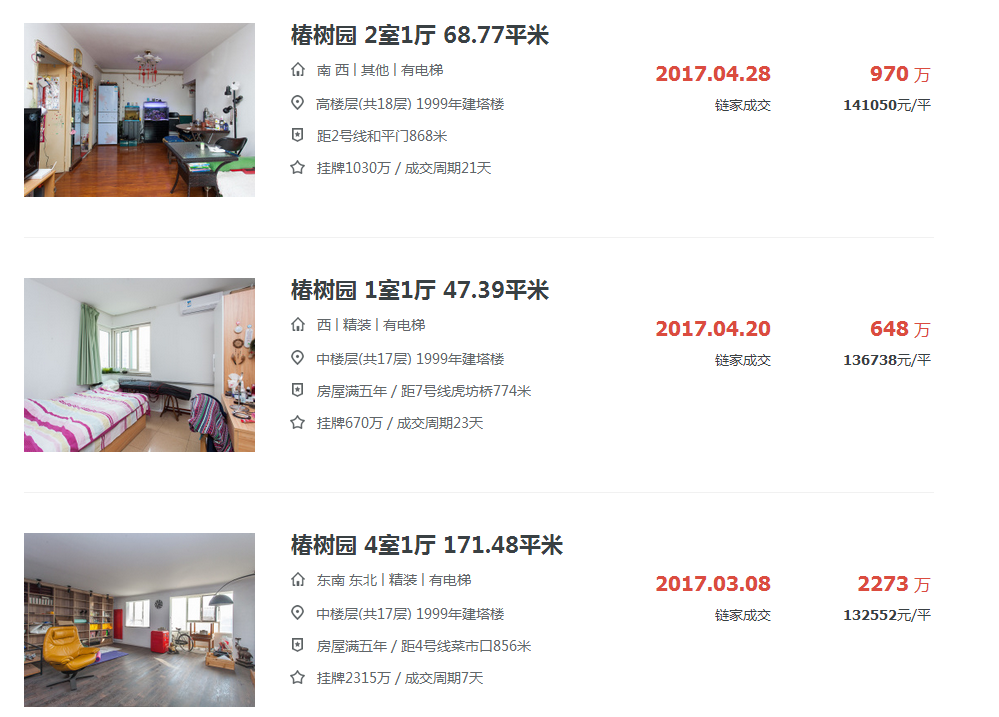 椿树园 2室1厅 68.77平米
南 西 | 其他 | 有电梯
2017.04.28
970 万
高楼层(共18层) 1999年建塔楼
链家成交
141050元/平
距2号线和平门868米
挂牌1030万 / 成交周期21天
椿树园 1室1厅 47.39平米
西 | 精装 | 有电梯
2017.04.20
648 万
中楼层(共17层) 1999年建塔楼
链家成交
136738元/平
房屋满五年 / 距7号线虎坊桥774米
挂牌670万 / 成交周期23天
椿树园 4室1厅 171.48平米
东南 东北 | 精装 | 有电梯
2017.03.08
2273 万
中楼层(共17层) 1999年建塔楼
链家成交
132552元/平
房屋满五年 / 距4号线菜市口856米
挂牌2315万 / 成交周期7天